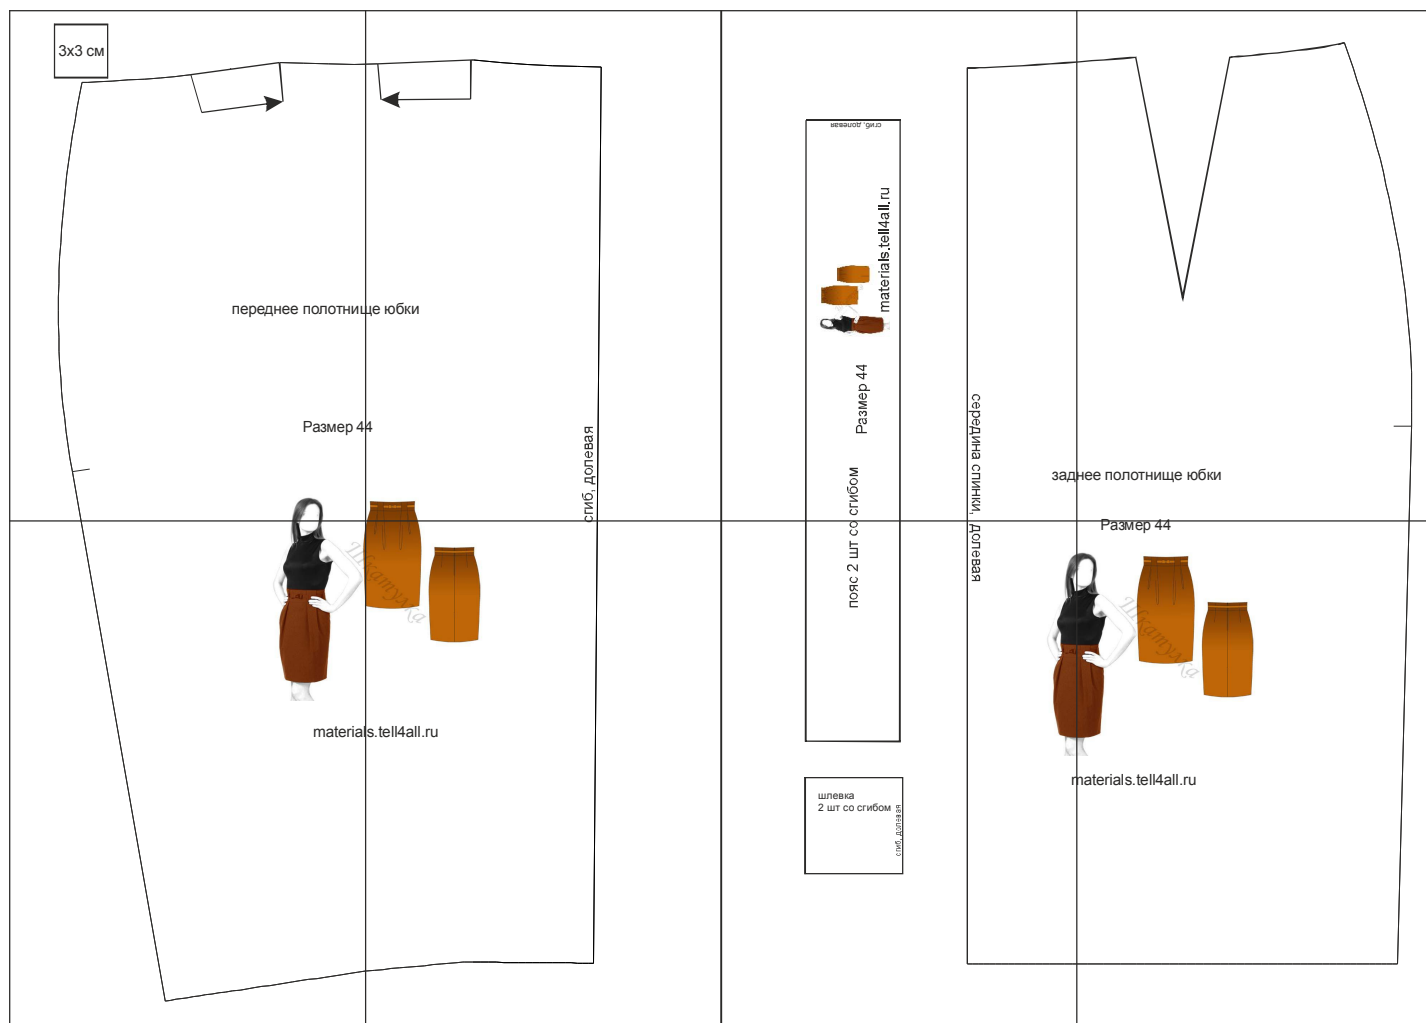 3x3 см
переднее полотнище юбки
Размер 44
сгиб, долевая
Шкатулка
materials.tell4all.ru
сгиб, долевая
materials.tell4all.ru
Размер 44
пояс 2 шт со сгибом
шлевка
2 шт со сгибом
сгиб, долевая
середина спинки, долевая
заднее полотнище юбки
Размер 44
Шкатулка
materials.tell4all.ru